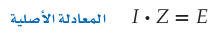 المعادلة الأصلية I • Z = E